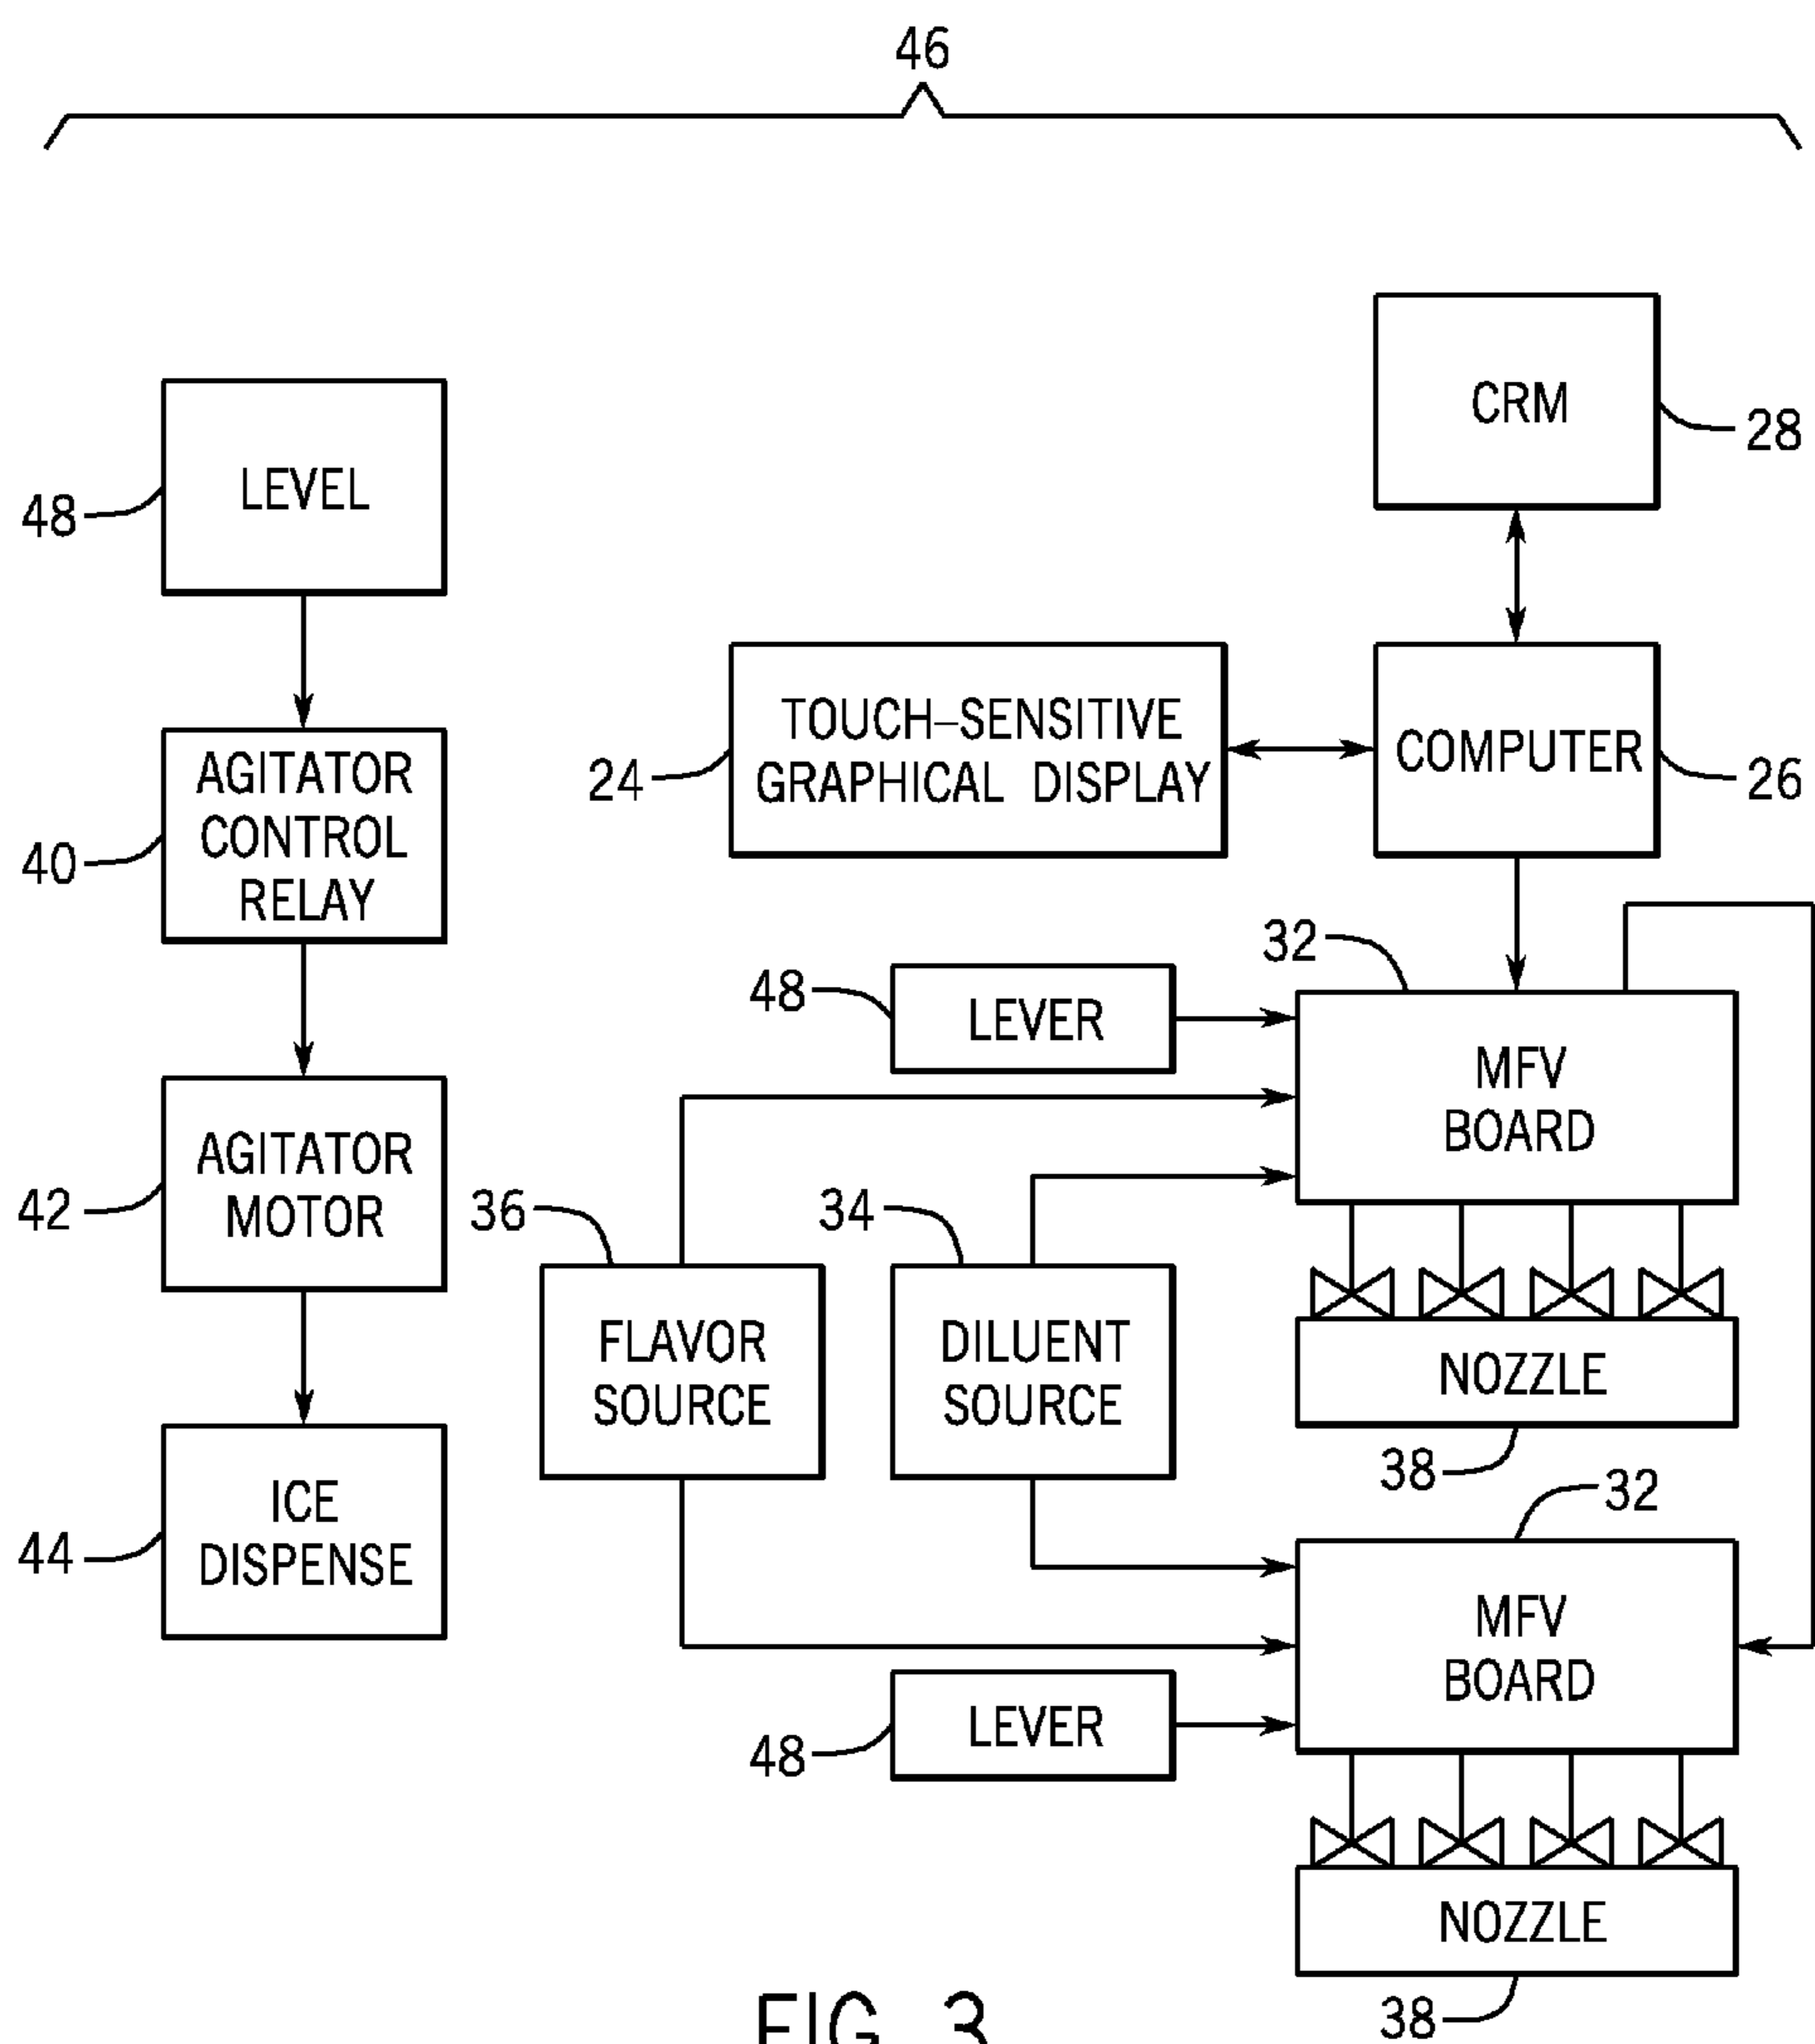 46
LEVEL
48
AGITATOR
CONTROL
RELAY
40
AGITATOR
MOTOR
42
ICE
DISPENSE
44
CRM
28
TOUCH–SENSITIVE
GRAPHICAL DISPLAY
24
COMPUTER
26
32
48
LEVER
MFV
BOARD
36
34
FLAVOR
SOURCE
DILUENT
SOURCE
NOZZLE
38
32
MFV
BOARD
LEVER
48
NOZZLE
38
FIG. 3